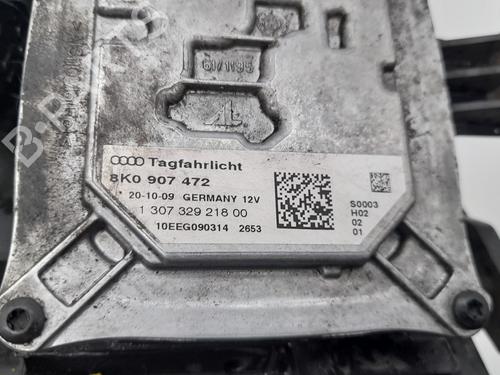 B-PARTS
Tagfahrlicht
8K0 907 472
* 20-10-09 GERMANY 12V
1 307 329 218 00
10EEG090314 2653
S0003
H02
02
01